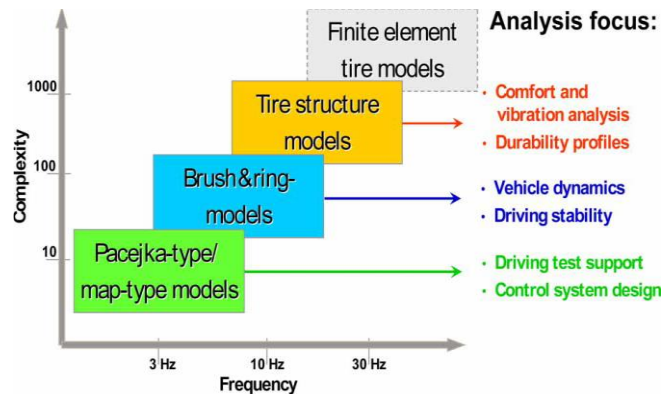 Analysis focus:
Finite element
tire models
1000
Tire structure
models
· Comfort and
vibration analysis
· Durability profiles
100
Brush&ring-
models
· Vehicle dynamics
· Driving stability
Complexity
10
Pacejka-type/
map-type models
· Driving test support
· Control system design
3 Hz
10 Hz
30 Hz
Frequency